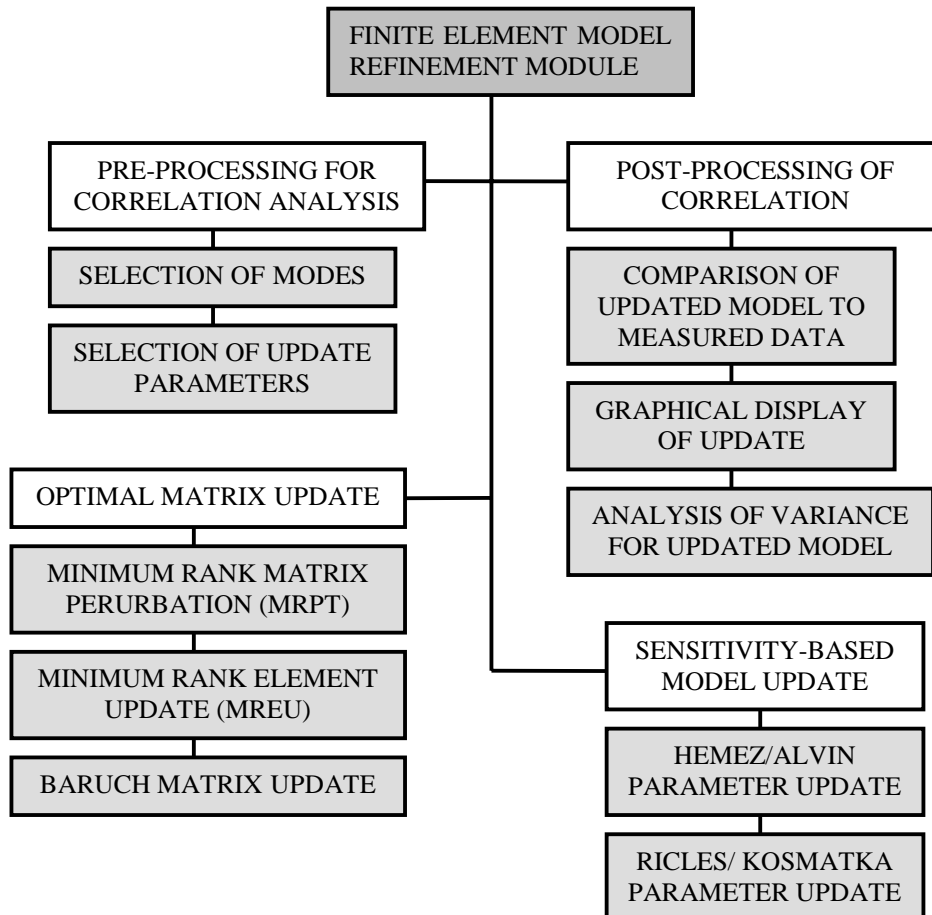 FINITE ELEMENT MODEL
REFINEMENT MODULE
PRE-PROCESSING FOR
CORRELATION ANALYSIS
SELECTION OF MODES
SELECTION OF UPDATE
PARAMETERS
POST-PROCESSING OF
CORRELATION
COMPARISON OF
UPDATED MODEL TO
MEASURED DATA
GRAPHICAL DISPLAY
OF UPDATE
ANALYSIS OF VARIANCE
FOR UPDATED MODEL
OPTIMAL MATRIX UPDATE
MINIMUM RANK MATRIX
PERURBATION (MRPT)
MINIMUM RANK ELEMENT
UPDATE (MREU)
BARUCH MATRIX UPDATE
SENSITIVITY-BASED
MODEL UPDATE
HEMEZ/ALVIN
PARAMETER UPDATE
RICLES/ KOSMATKA
PARAMETER UPDATE